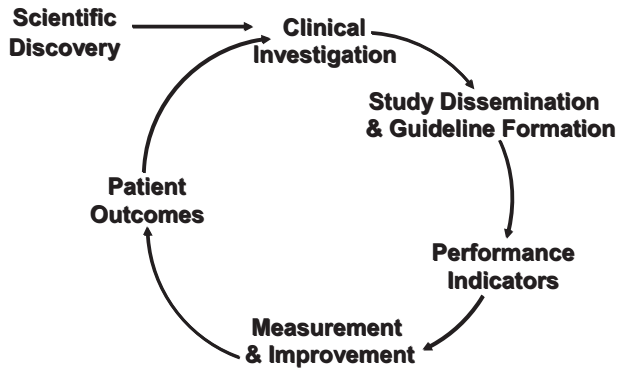 Scientific
Discovery
Clinical
Investigation
Study Dissemination
& Guideline Formation
Performance
Indicators
Measurement
& Improvement
Patient
Outcomes